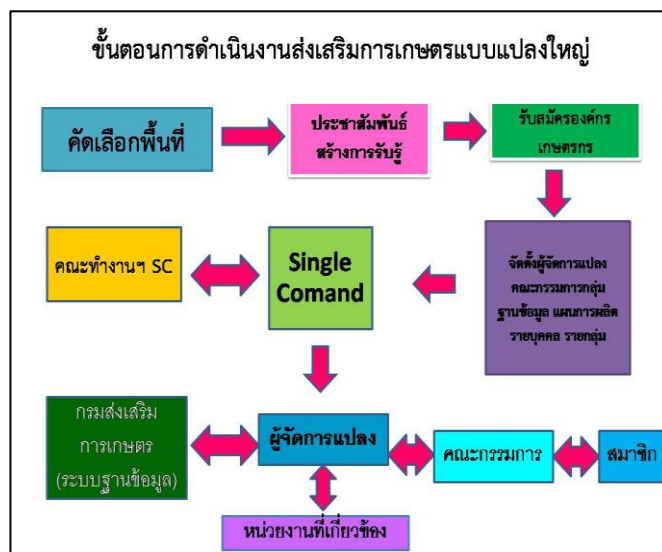 ขั้นตอนการดำเนินงานส่งเสริมการเกษตรแบบแปลงใหญ่
คัดเลือกพื้นที่
ประชาสัมพันธ์
สร้างการรับรู้
รับสมัครองค์กร
เกษตรกร
จัดตั้งผู้จัดการแปลง
คณะกรรมการกลุ่ม
ฐานข้อมูล แผนการผลิต
รายบุคคล รายกลุ่ม
Single
Comand
คณะทำงานฯ SC
กรมส่งเสริม
การเกษตร
(ระบบฐานข้อมูล)
ผู้จัดการแปลง
คณะกรรมการ
สมาชิก
หน่วยงานที่เกี่ยวข้อง